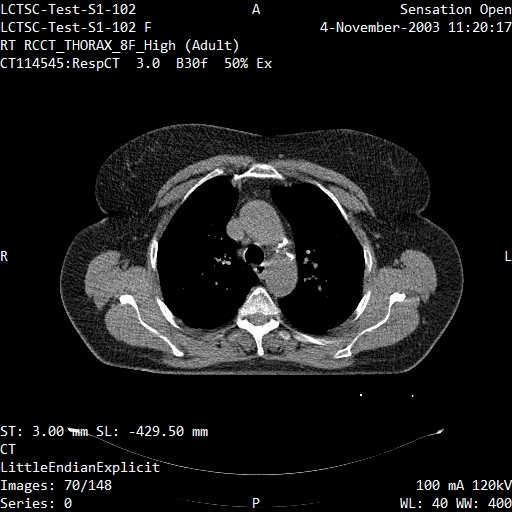 LCTSC-Test-S1-102 A Sensation Open
LCTSC-Test-S1-102 F 4-November-2003 11:20:17
RT RCCT_THORAX_8F_High (Adult)
CT114545:RespCT 3.0 B30f 50% Ex
R L
ST: 3.00 mm SL: -429.50 mm
CT
LittleEndianExplicit
Images: 70/148 100 mA 120kV
Series: 0 P WL: 40 WW: 400